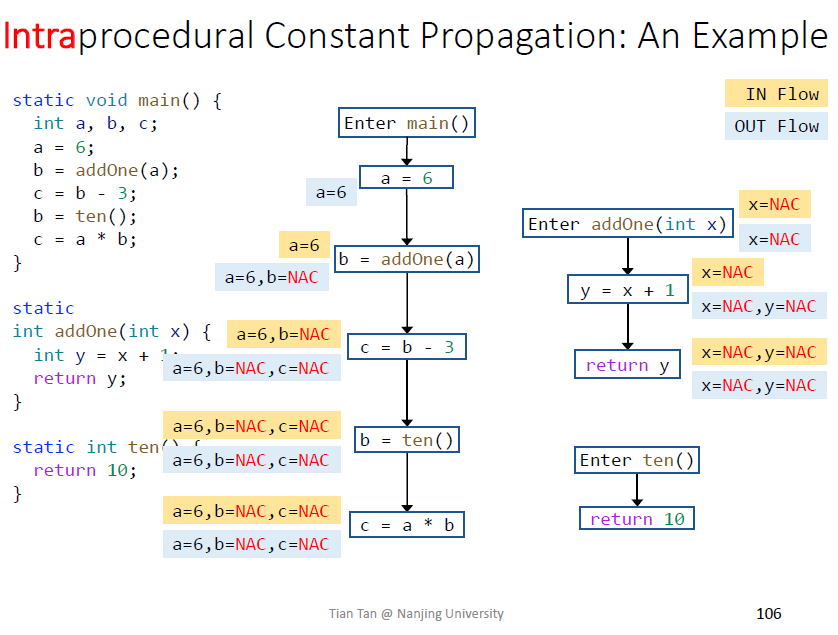 Intraprocedural Constant Propagation: An Example
static void main() {
int a, b, c;
a = 6;
b = addOne(a);
c = b - 3;
b = ten();
c = a * b;
}
static
int addOne(int x) {
int y = x + 1;
return y;
}
static int ten() {
return 10;
}
Enter main()
a = 6
a=6
a=6
b = addOne(a)
a=6,b=NAC
a=6,b=NAC
c = b - 3
a=6,b=NAC,c=NAC
a=6,b=NAC,c=NAC
b = ten()
a=6,b=NAC,c=NAC
a=6,b=NAC,c=NAC
c = a * b
a=6,b=NAC,c=NAC
IN Flow
OUT Flow
x=NAC
Enter addOne(int x)
x=NAC
x=NAC
y = x + 1
x=NAC,y=NAC
x=NAC,y=NAC
return y
x=NAC,y=NAC
Enter ten()
return 10
Tian Tan @ Nanjing University
106